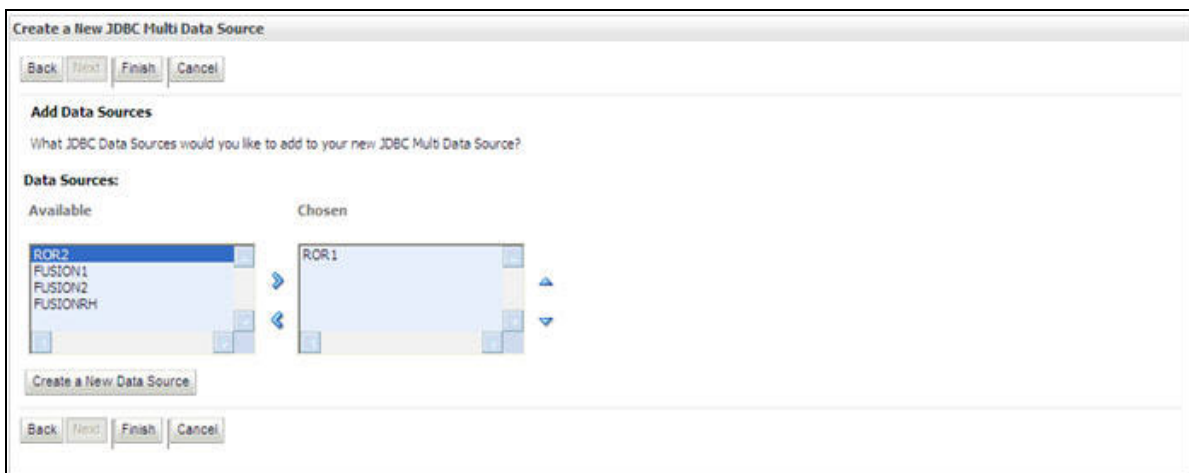 Create a New JDBC Multi Data Source
Back Next Finish Cancel
Add Data Sources
What JDBC Data Sources would you like to add to your new JDBC Multi Data Source?
Data Sources:
Available Chosen
ROR2 ROR1
FUSION1
FUSION2
FUSIONRH
Create a New Data Source
Back Next Finish Cancel